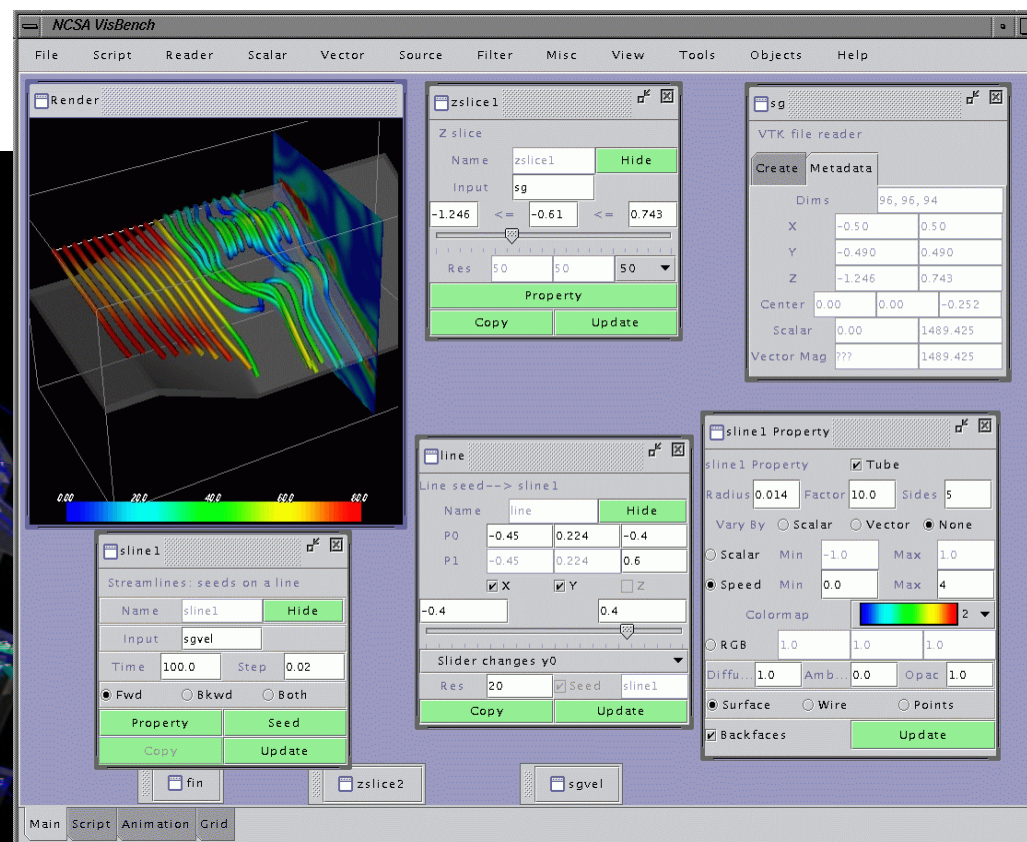 NCSA VisBench
File Script Reader Scalar Vector Source Filter Misc View Tools Objects Help
Render
0.00 20.0 40.0 60.0 80.0
zslice1
Z slice
Name zslice1 Hide
Input sg
-1.246 <= -0.61 <= 0.743
Res 50 50 50
Property
Copy Update
sg
VTK file reader
Create Metadata
Dims 96, 96, 94
X -0.50 0.50
Y -0.490 0.490
Z -1.246 0.743
Center 0.00 0.00 -0.252
Scalar 0.00 1489.425
Vector Mag ??? 1489.425
sline1
Streamlines: seeds on a line
Name sline1 Hide
Input sgvel
Time 100.0 Step 0.02
Fwd Bkwd Both
Property Seed
Copy Update
line
Line seed--> sline1
Name line Hide
P0 -0.45 0.224 -0.4
P1 -0.45 0.224 0.6
X Y Z
-0.4 0.4
Slider changes y0
Res 20 Seed sline1
Copy Update
sline1 Property
sline1 Property Tube
Radius 0.014 Factor 10.0 Sides 5
Vary By Scalar Vector None
Scalar Min -1.0 Max 1.0
Speed Min 0.0 Max 4
Colormap 2
RGB 1.0 1.0 1.0
Diffu... 1.0 Amb... 0.0 Opac 1.0
Surface Wire Points
Backfaces Update
fin zslice2 sgvel
Main Script Animation Grid